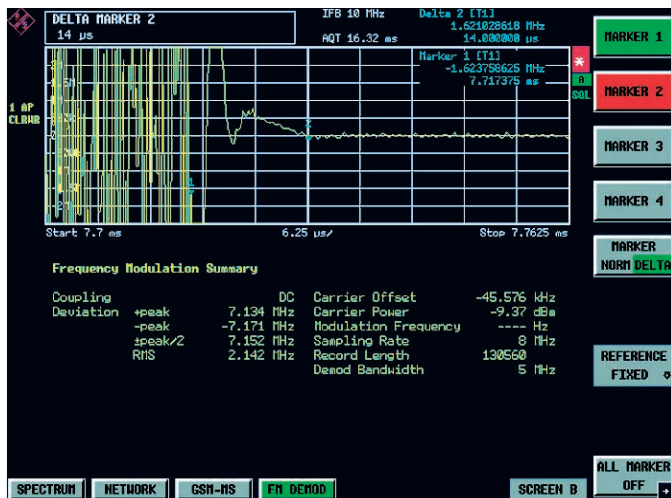 DELTA MARKER 2
14 µs
IFB 10 MHz
AQT 16.32 ms
Delta 2 [T1]
1.621028618 MHz
14.000000 µs
Marker 1 [T1]
-1.623758625 MHz
7.717375 ms
1 AP
CLRWR
*
a
SQL
2
1
Start 7.7 ms
6.25 µs/
Stop 7.7625 ms
Frequency Modulation Summary
Coupling DC
Deviation +peak 7.134 MHz
-peak -7.171 MHz
±peak/2 7.152 MHz
RMS 2.142 MHz
Carrier Offset -45.576 kHz
Carrier Power -9.37 dBm
Modulation Frequency ---- Hz
Sampling Rate 8 MHz
Record Length 130560
Demod Bandwidth 5 MHz
MARKER 1
MARKER 2
MARKER 3
MARKER 4
MARKER
NORM DELTA
REFERENCE
FIXED
ALL MARKER
OFF
SPECTRUM
NETWORK
GSM-MS
FM DEMOD
SCREEN B